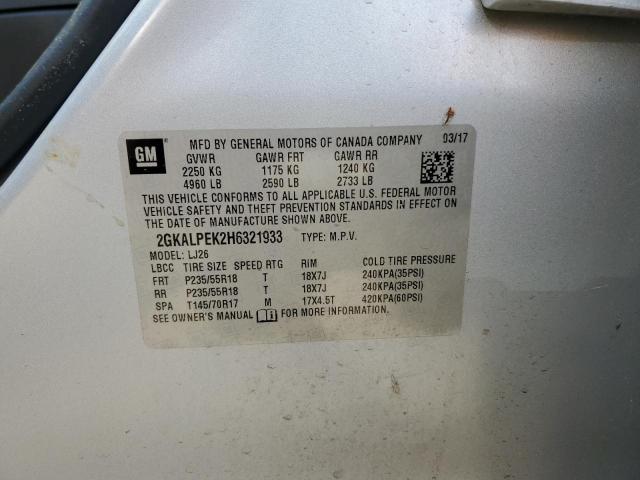 GM
MFD BY GENERAL MOTORS OF CANADA COMPANY 03/17
GVWR GAWR FRT GAWR RR
2250 KG 1175 KG 1240 KG
4960 LB 2590 LB 2733 LB
THIS VEHICLE CONFORMS TO ALL APPLICABLE U.S. FEDERAL MOTOR
VEHICLE SAFETY AND THEFT PREVENTION STANDARDS IN EFFECT ON
THE DATE OF MANUFACTURE SHOWN ABOVE.
2GKALPEK2H6321933 TYPE: M.P.V.
MODEL: LJ26
LBCC TIRE SIZE SPEED RTG RIM COLD TIRE PRESSURE
FRT P235/55R18 T 18X7J 240KPA(35PSI)
RR P235/55R18 T 18X7J 240KPA(35PSI)
SPA T145/70R17 M 17X4.5T 420KPA(60PSI)
SEE OWNER'S MANUAL FOR MORE INFORMATION.